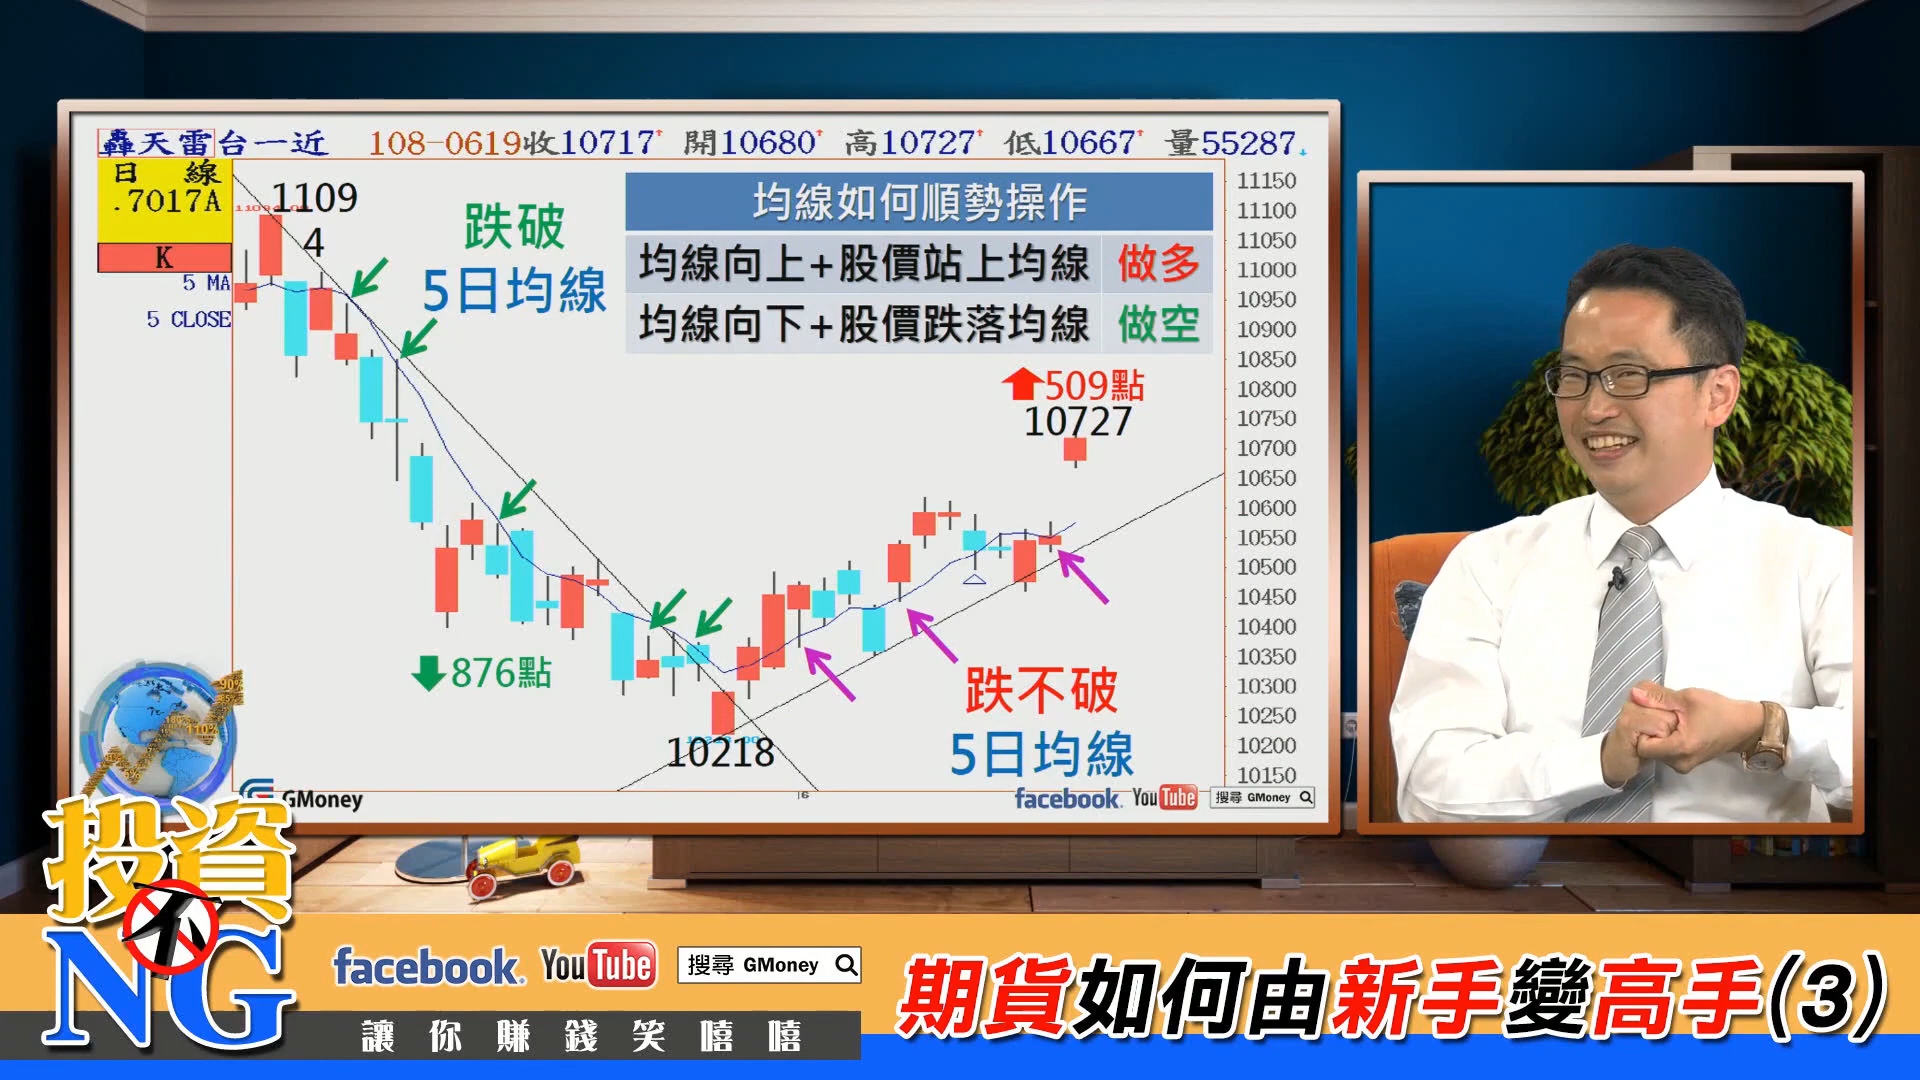 轟天雷台一近 108-0619收10717 開10680 高10727 低10667 量55287
日 線
.7017A
K
5 MA
5 CLOSE
1109
4
跌破
5日均線
均線如何順勢操作
均線向上+股價站上均線 做多
均線向下+股價跌落均線 做空
509點
10727
876點
10218
跌不破
5日均線
11150
11100
11050
11000
10950
10900
10850
10800
10750
10700
10650
10600
10550
10500
10450
10400
10350
10300
10250
10200
10150
6
GMoney
facebook. YouTube 搜尋 GMoney
投資
不
NG
facebook. YouTube 搜尋 GMoney
讓你賺錢笑嘻嘻
期貨如何由新手變高手(3)